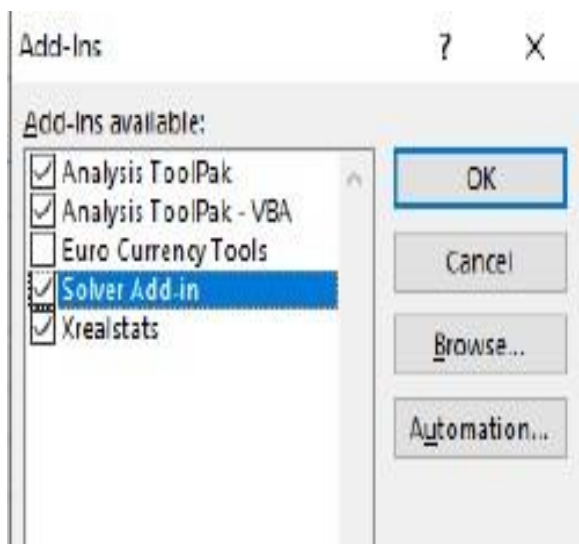 Add-Ins ? X
Add-Ins available:
Analysis ToolPak
Analysis ToolPak - VBA
Euro Currency Tools
Solver Add-in
Xrealstats
OK
Cancel
Browse...
Automation...